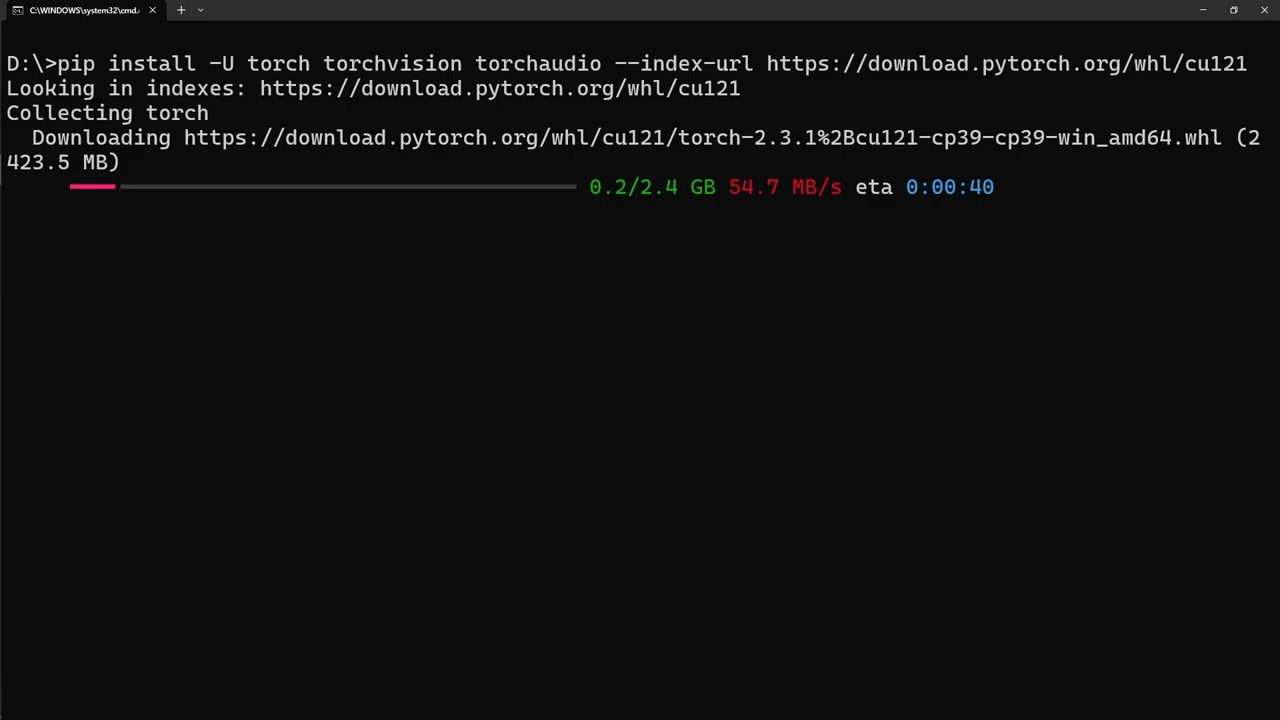 C:\WINDOWS\system32\cmd.
D:\>pip install -U torch torchvision torchaudio --index-url https://download.pytorch.org/whl/cu121
Looking in indexes: https://download.pytorch.org/whl/cu121
Collecting torch
  Downloading https://download.pytorch.org/whl/cu121/torch-2.3.1%2Bcu121-cp39-cp39-win_amd64.whl (2
423.5 MB)
0.2/2.4 GB 54.7 MB/s eta 0:00:40